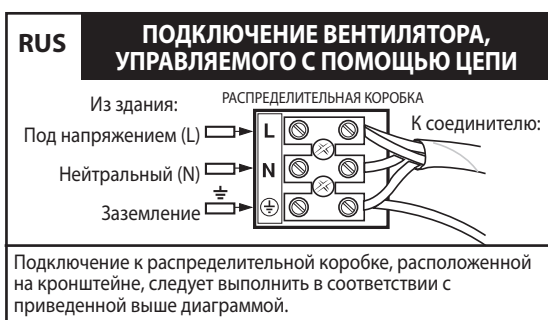 RUS
ПОДКЛЮЧЕНИЕ ВЕНТИЛЯТОРА,
УПРАВЛЯЕМОГО С ПОМОЩЬЮ ЦЕПИ
Из здания:
РАСПРЕДЕЛИТЕЛЬНАЯ КОРОБКА
К соединителю:
Под напряжением (L)
L
Нейтральный (N)
N
Заземление
Подключение к распределительной коробке, расположенной
на кронштейне, следует выполнить в соответствии с
приведенной выше диаграммой.